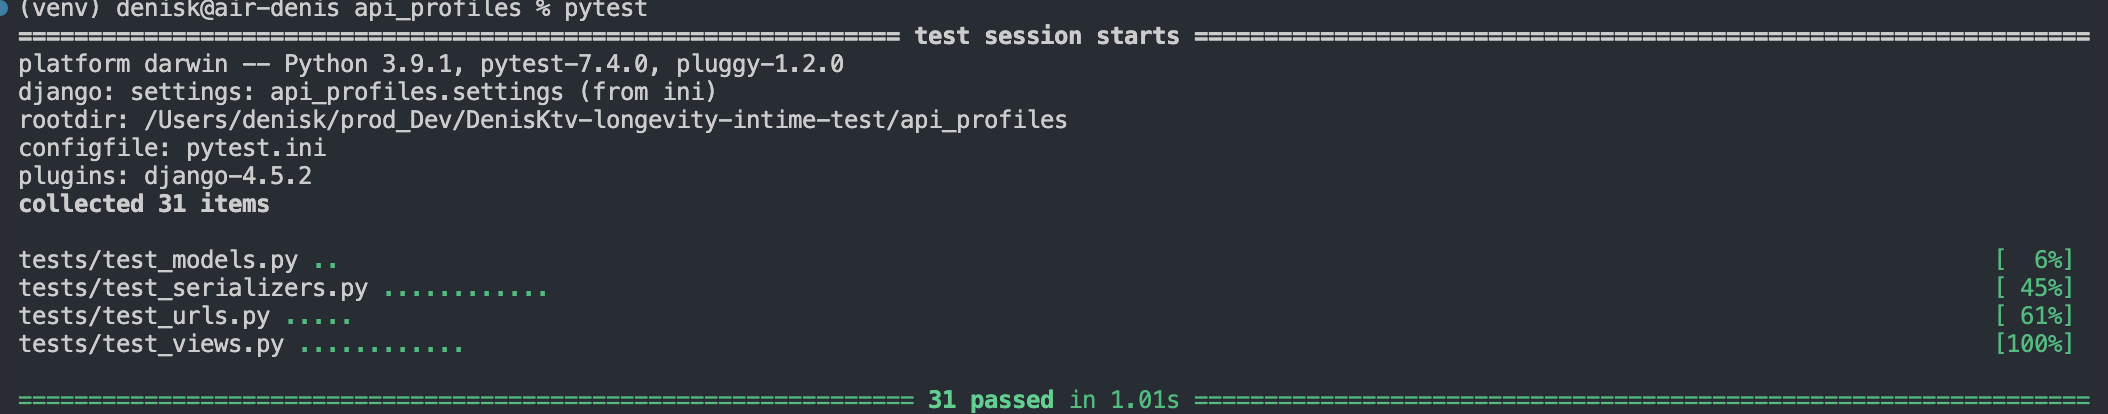 (venv) denisk@air-denis api_profiles % pytest
=============================================================== test session starts ================================================================
platform darwin -- Python 3.9.1, pytest-7.4.0, pluggy-1.2.0
django: settings: api_profiles.settings (from ini)
rootdir: /Users/denisk/prod_Dev/DenisKtv-longevity-intime-test/api_profiles
configfile: pytest.ini
plugins: django-4.5.2
collected 31 items
tests/test_models.py .. [  6%]
tests/test_serializers.py ............ [ 45%]
tests/test_urls.py ..... [ 61%]
tests/test_views.py ............ [100%]
================================================================ 31 passed in 1.01s ================================================================